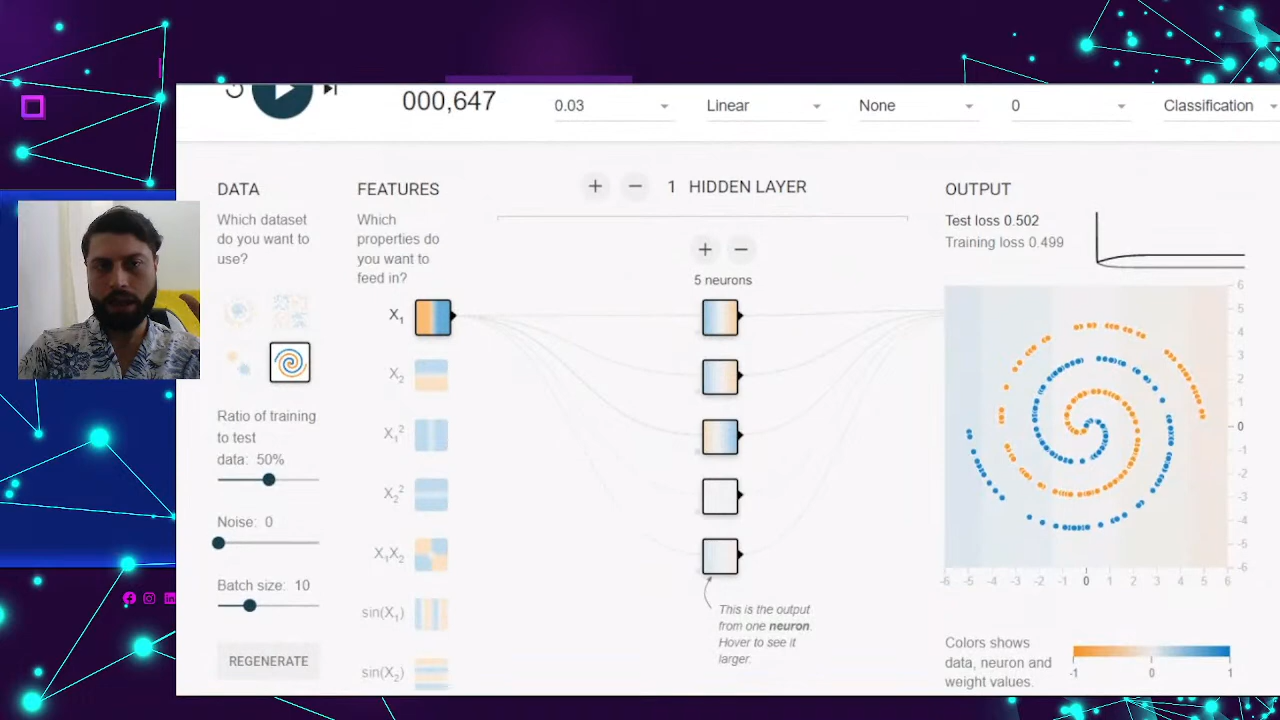 000,647
0.03
Linear
None
0
Classification
DATA
Which dataset
do you want to
use?
Ratio of training
to test
data: 50%
Noise: 0
Batch size: 10
REGENERATE
FEATURES
Which
properties do
you want to
feed in?
X1
X2
X1²
X2²
X1X2
sin(X1)
sin(X2)
1 HIDDEN LAYER
5 neurons
This is the output
from one neuron.
Hover to see it
larger.
OUTPUT
Test loss 0.502
Training loss 0.499
6
5
4
3
2
1
0
-1
-2
-3
-4
-5
-6
-6 -5 -4 -3 -2 -1 0 1 2 3 4 5 6
Colors shows
data, neuron and
weight values.
-1 0 1